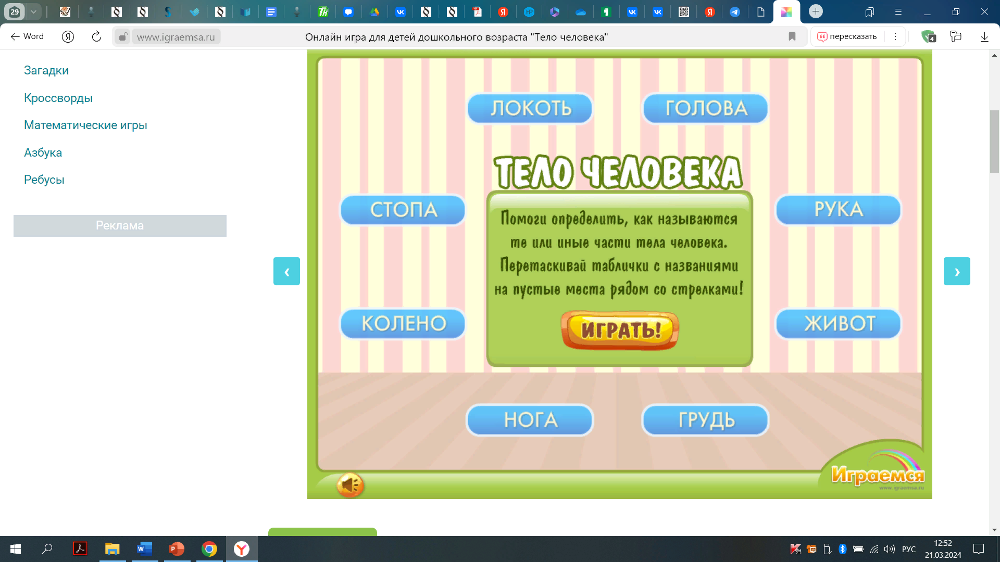 29
Word
www.igraemsa.ru
Онлайн игра для детей дошкольного возраста "Тело человека"
пересказать
4
Загадки
Кроссворды
Математические игры
Азбука
Ребусы
Реклама
ЛОКОТЬ
ГОЛОВА
ТЕЛО ЧЕЛОВЕКА
СТОПА
РУКА
Помоги определить, как называются
те или иные части тела человека.
Перетаскивай таблички с названиями
на пустые места рядом со стрелками!
КОЛЕНО
ЖИВОТ
ИГРАТЬ!
НОГА
ГРУДЬ
Играемся
www.igraemsa.ru
РУС
12:52
21.03.2024